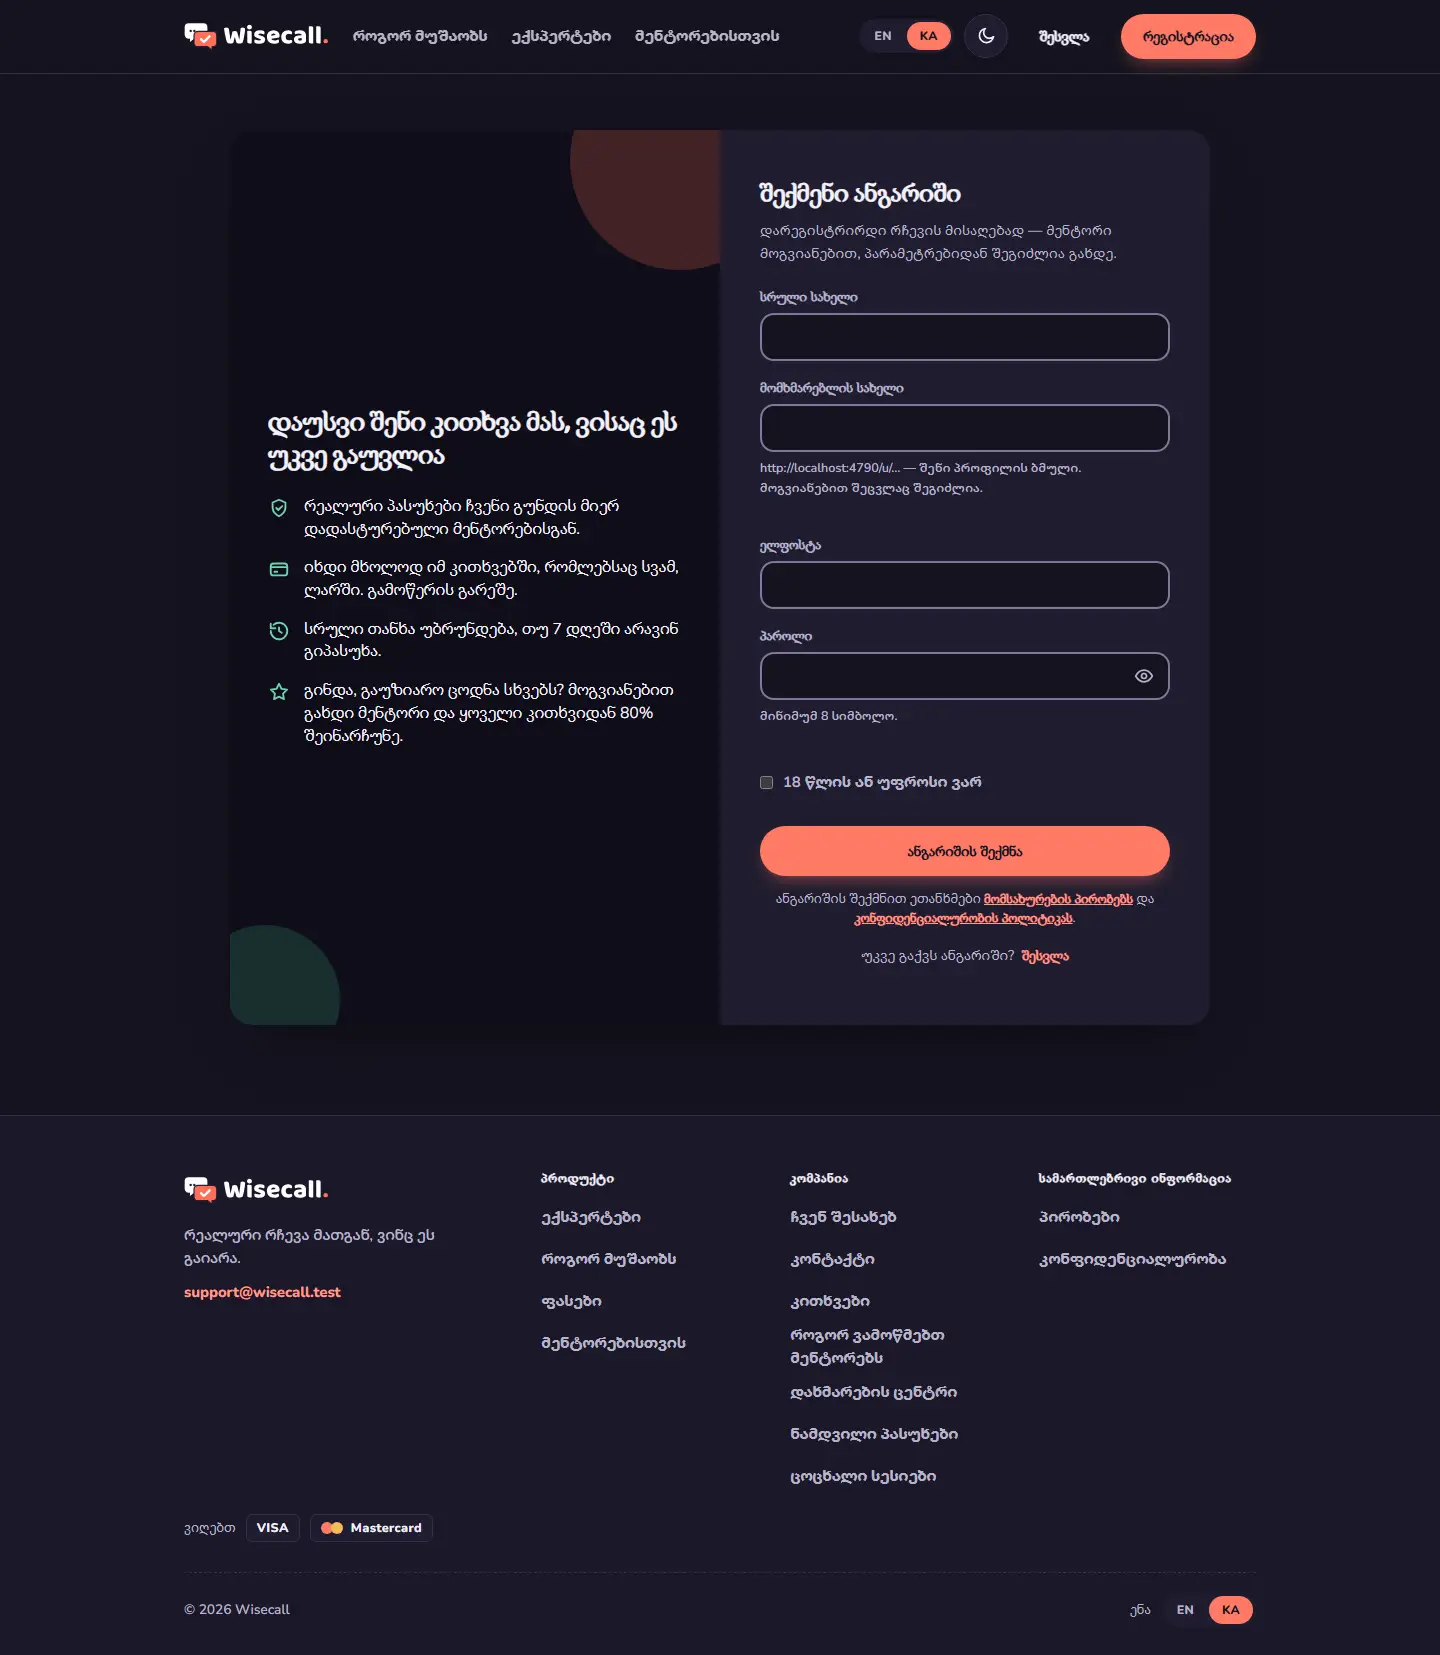 Wisecall.
როგორ მუშაობს
ექსპერტები
მენტორებისთვის
EN KA
შესვლა
რეგისტრაცია
დაუსვი შენი კითხვა მას, ვისაც ეს
უკვე გაუვლია
რეალური პასუხები ჩვენი გუნდის მიერ
დადასტურებული მენტორებისგან.
იხდი მხოლოდ იმ კითხვებში, რომლებსაც სვამ,
ლარში. გამოწერის გარეშე.
სრული თანხა უბრუნდება, თუ 7 დღეში არავინ
გიპასუხა.
გინდა, გაუზიარო ცოდნა სხვებს? მოგვიანებით
გახდი მენტორი და ყოველი კითხვიდან 80%
შეინარჩუნე.
შექმენი ანგარიში
დარეგისტრირდი რჩევის მისაღებად — მენტორი
მოგვიანებით, პარამეტრებიდან შეგიძლია გახდე.
სრული სახელი
მომხმარებლის სახელი
http://localhost:4790/u/... — შენი პროფილის ბმული.
მოგვიანებით შეცვლაც შეგიძლია.
ელფოსტა
პაროლი
მინიმუმ 8 სიმბოლო.
18 წლის ან უფროსი ვარ
ანგარიშის შექმნა
ანგარიშის შექმნით ეთანხმები მომსახურების პირობებს და
კონფიდენციალურობის პოლიტიკას.
უკვე გაქვს ანგარიში? შესვლა
Wisecall.
რეალური რჩევა მათგან, ვინც ეს
გაიარა.
support@wisecall.test
პროდუქტი
ექსპერტები
როგორ მუშაობს
ფასები
მენტორებისთვის
კომპანია
ჩვენ შესახებ
კონტაქტი
კითხვები
როგორ ვამოწმებთ
მენტორებს
დახმარების ცენტრი
ნამდვილი პასუხები
ცოცხალი სესიები
სამართლებრივი ინფორმაცია
პირობები
კონფიდენციალურობა
ვიღებთ VISA Mastercard
© 2026 Wisecall
ენა EN KA